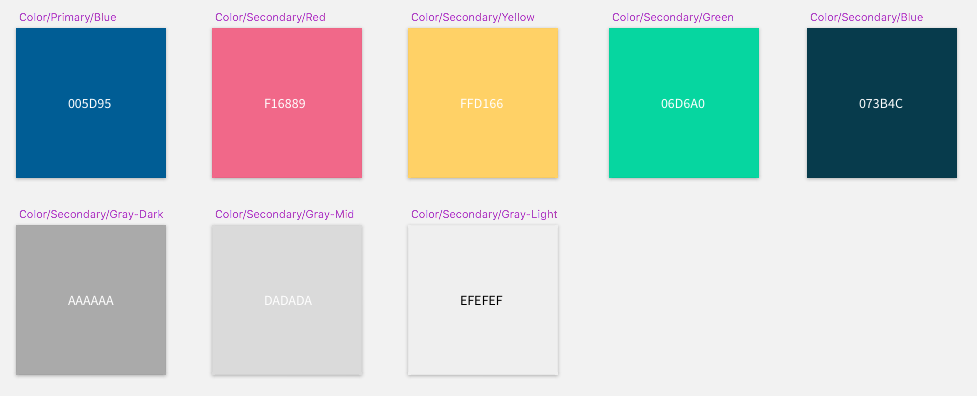 Color/Primary/Blue
Color/Secondary/Red
Color/Secondary/Yellow
Color/Secondary/Green
Color/Secondary/Blue
005D95
F16889
FFD166
06D6A0
073B4C
Color/Secondary/Gray-Dark
Color/Secondary/Gray-Mid
Color/Secondary/Gray-Light
AAAAAA
DADADA
EFEFEF